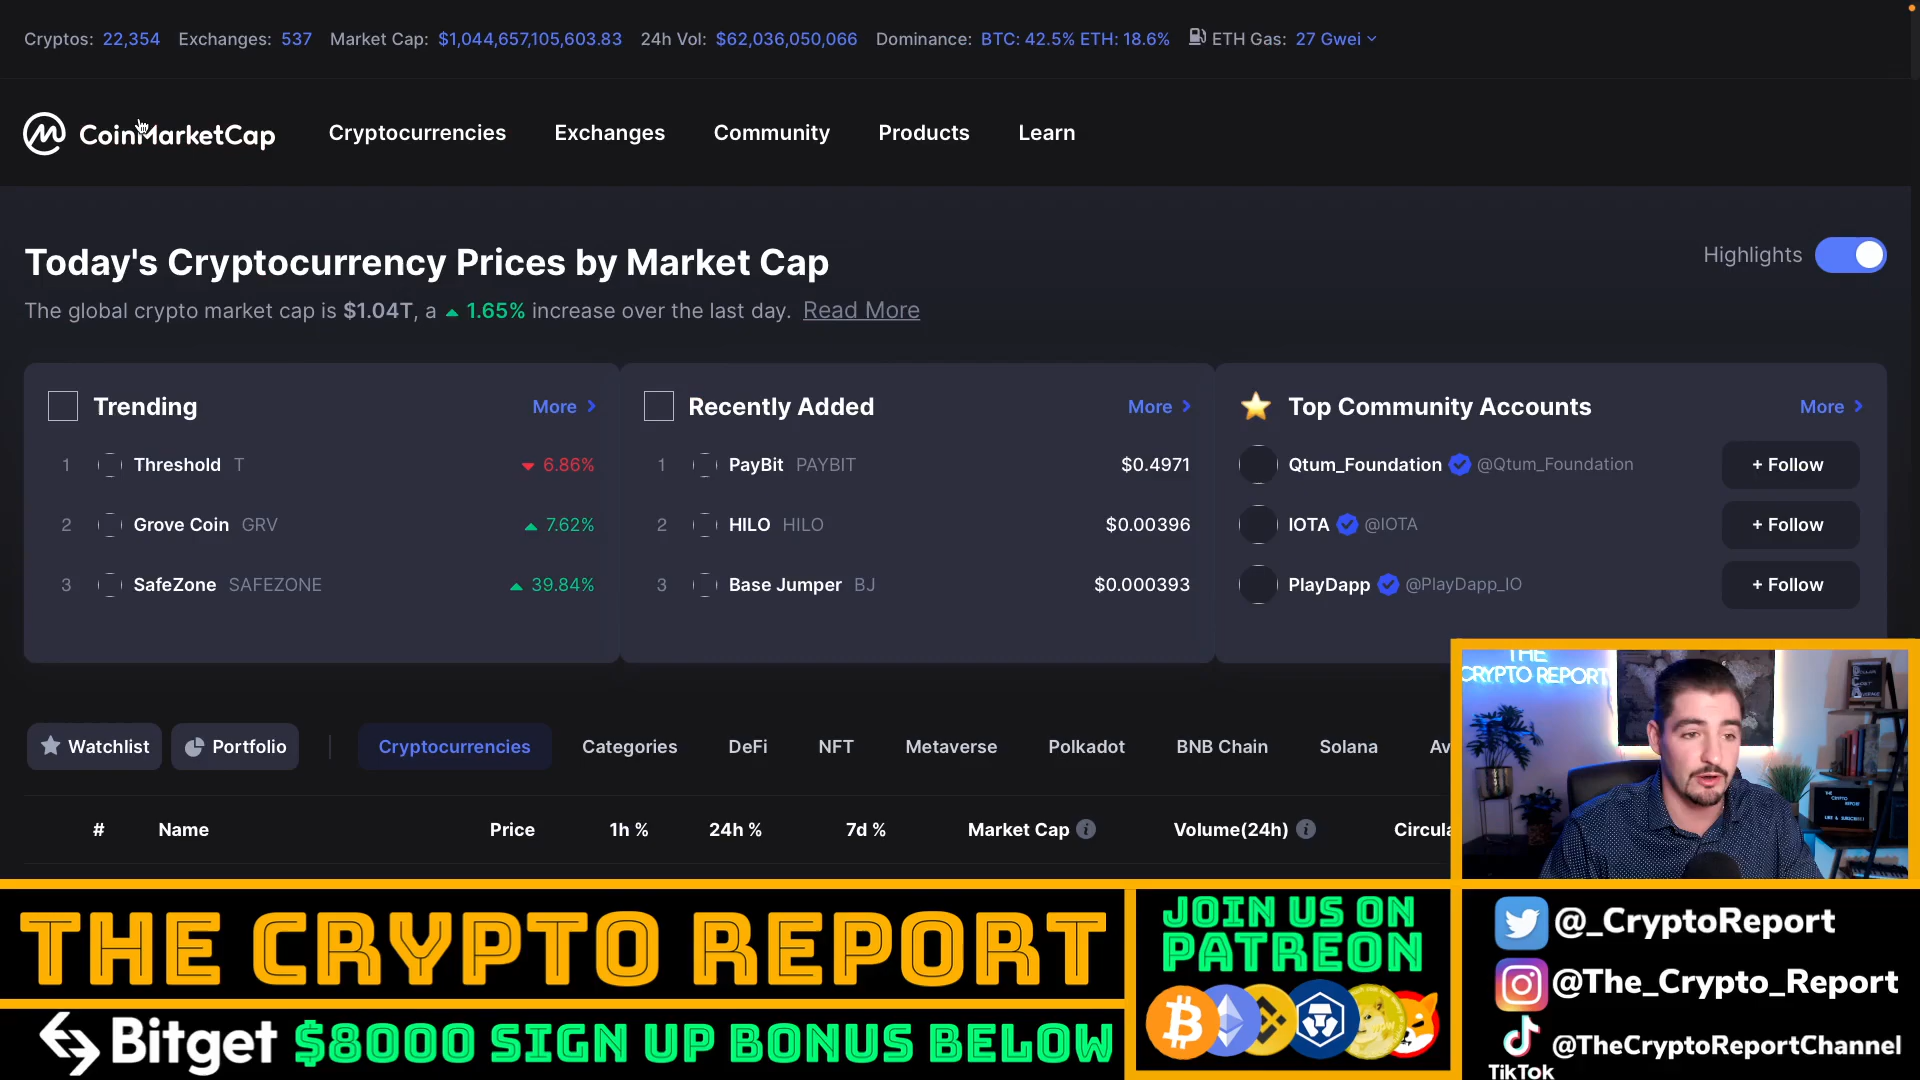 Cryptos: 22,354 Exchanges: 537 Market Cap: $1,044,657,105,603.83 24h Vol: $62,036,050,066 Dominance: BTC: 42.5% ETH: 18.6% ETH Gas: 27 Gwei
CoinMarketCap Cryptocurrencies Exchanges Community Products Learn
Today's Cryptocurrency Prices by Market Cap
Highlights
The global crypto market cap is $1.04T, a 1.65% increase over the last day. Read More
Trending More
1 Threshold T 6.86%
2 Grove Coin GRV 7.62%
3 SafeZone SAFEZONE 39.84%
Recently Added More
1 PayBit PAYBIT $0.4971
2 HILO HILO $0.00396
3 Base Jumper BJ $0.000393
Top Community Accounts More
Qtum_Foundation @Qtum_Foundation + Follow
IOTA @IOTA + Follow
PlayDapp @PlayDapp_IO + Follow
Watchlist Portfolio Cryptocurrencies Categories DeFi NFT Metaverse Polkadot BNB Chain Solana Av
# Name Price 1h % 24h % 7d % Market Cap Volume(24h) Circula
THE
CRYPTO REPORT
THE CRYPTO REPORT
Bitget $8000 SIGN UP BONUS BELOW
JOIN US ON
PATREON
@_CryptoReport
@The_Crypto_Report
@TheCryptoReportChannel
TikTok